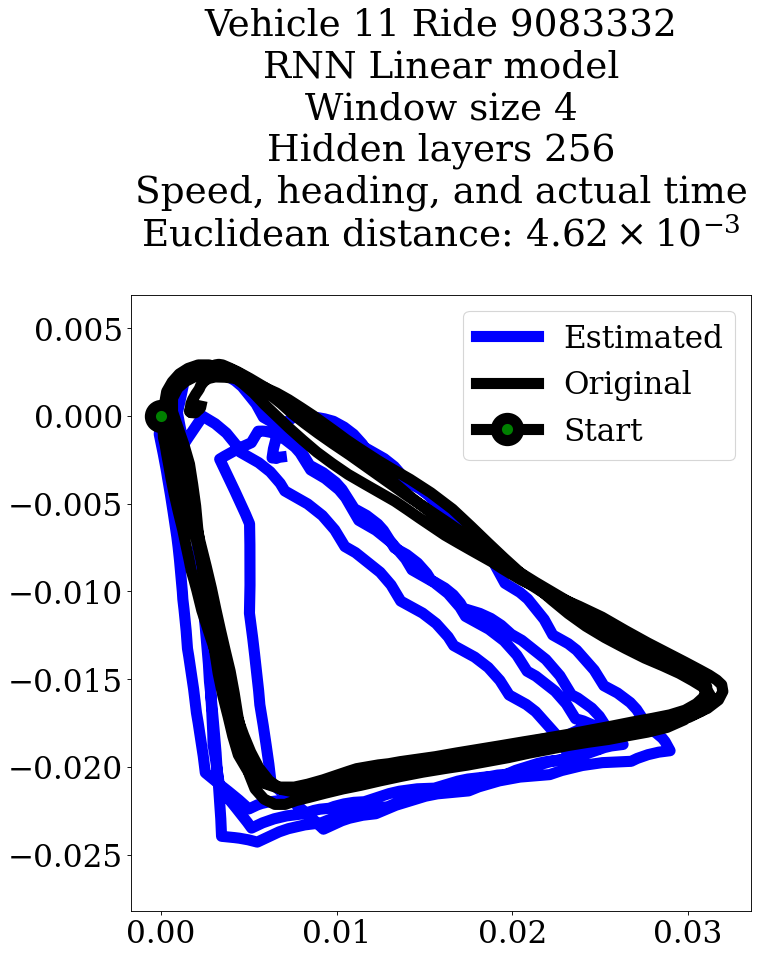 Vehicle 11 Ride 9083332
RNN Linear model
Window size 4
Hidden layers 256
Speed, heading, and actual time
Euclidean distance: 4.62 × 10⁻³
Estimated
Original
Start
0.005
0.000
−0.005
−0.010
−0.015
−0.020
−0.025
0.00 0.01 0.02 0.03